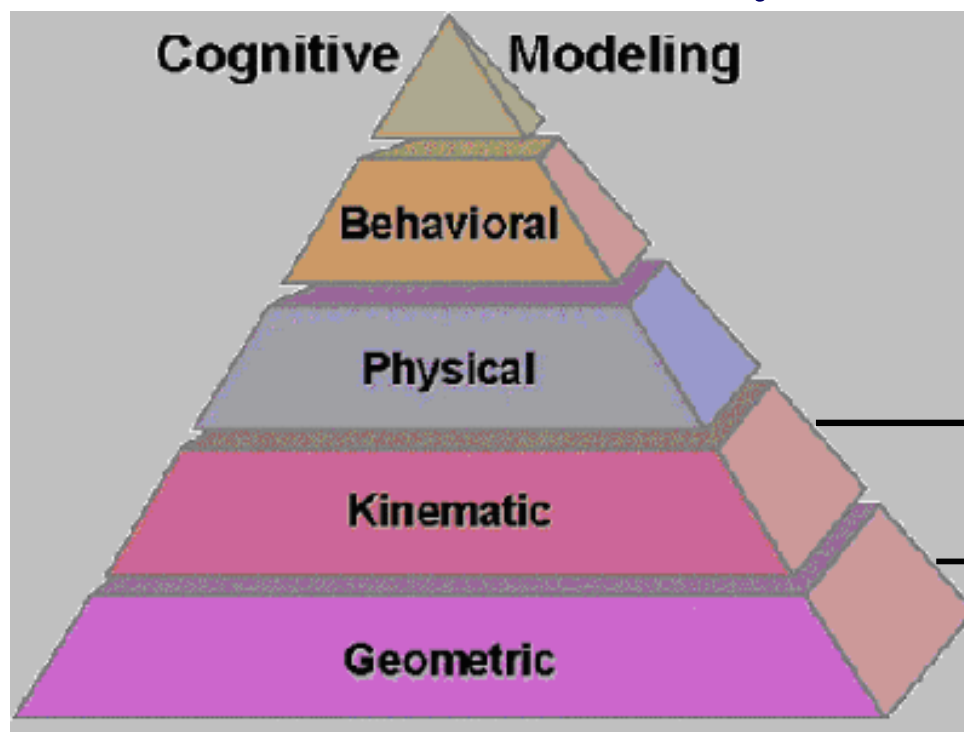 Cognitive Modeling
Behavioral
Physical
Kinematic
Geometric